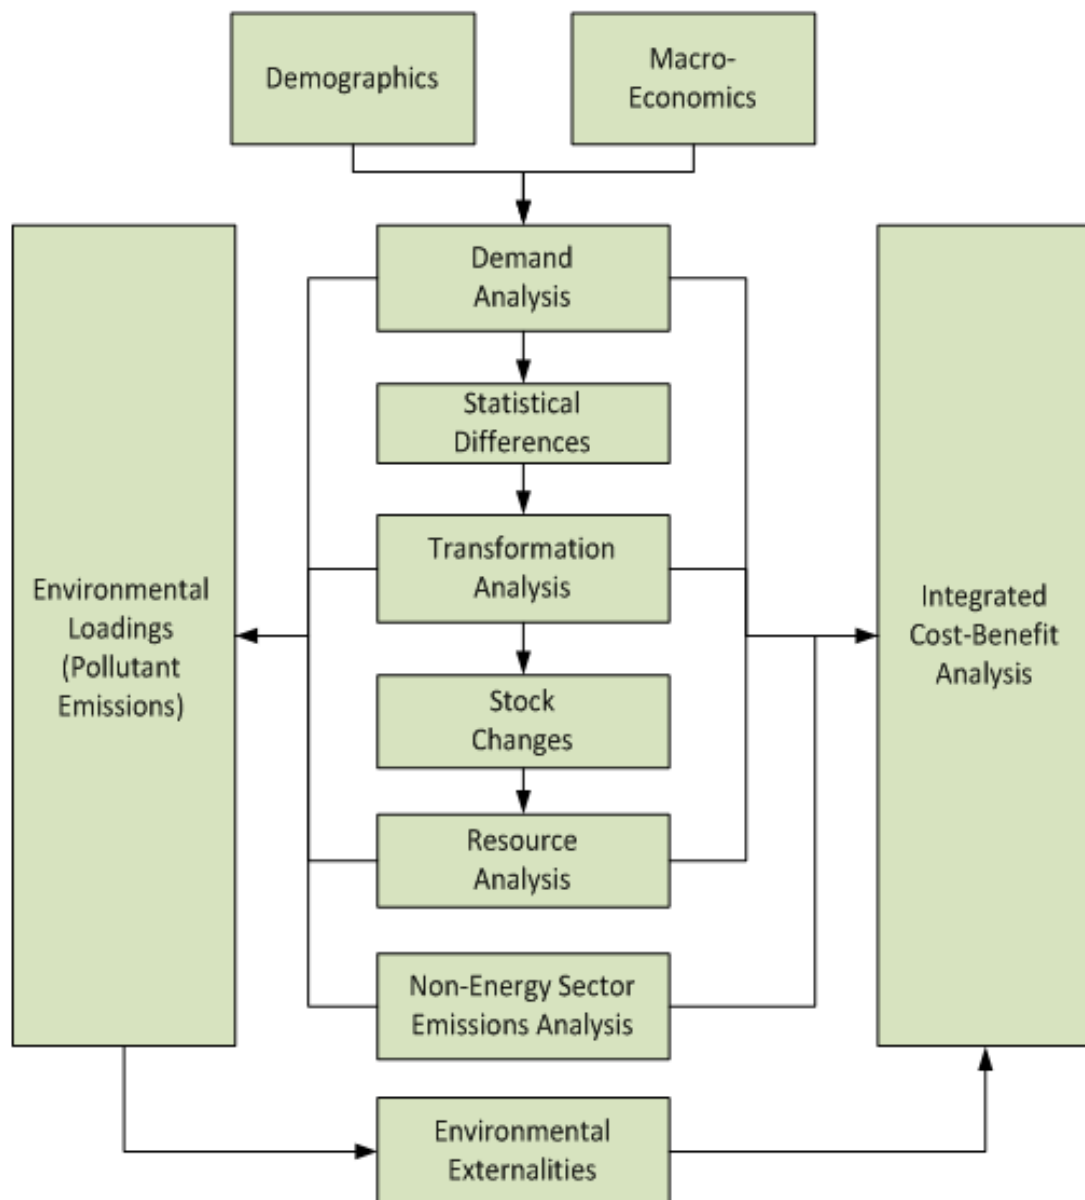 Demographics
Macro-
Economics
Demand
Analysis
Statistical
Differences
Transformation
Analysis
Environmental
Loadings
(Pollutant
Emissions)
Integrated
Cost-Benefit
Analysis
Stock
Changes
Resource
Analysis
Non-Energy Sector
Emissions Analysis
Environmental
Externalities